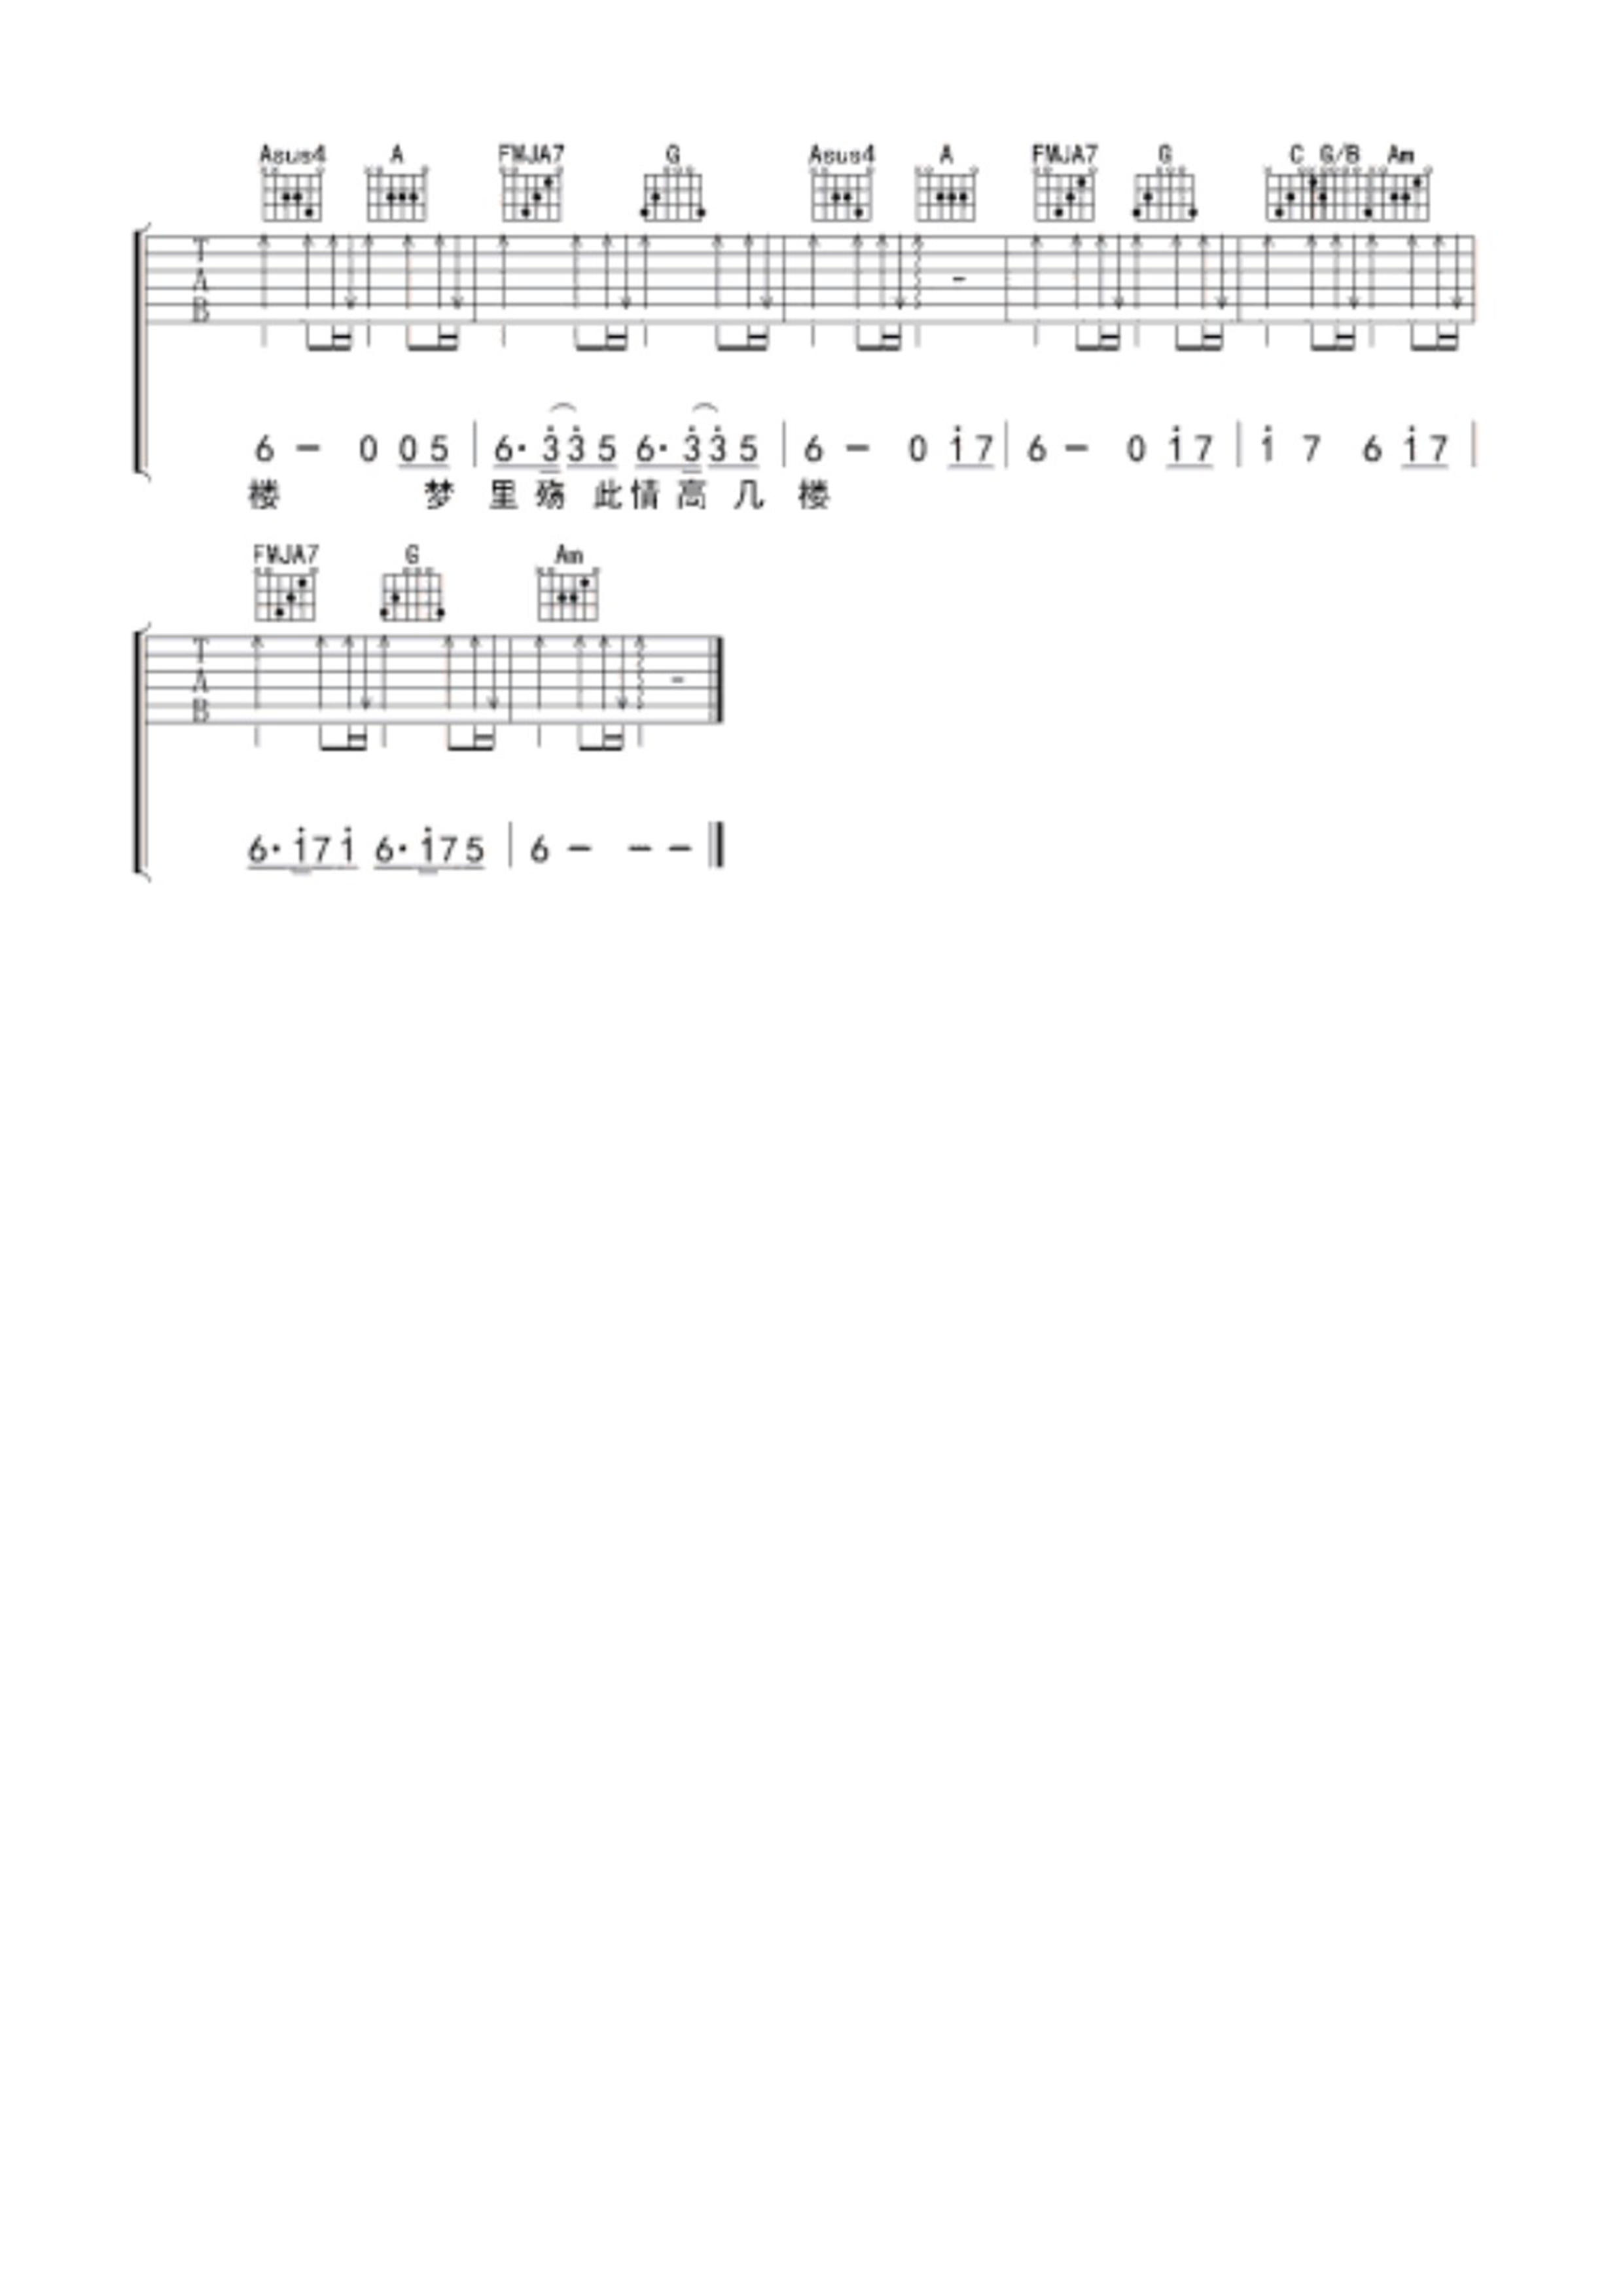 Asus4 A FMJA7 G Asus4 A FMJA7 G C G/B Am
T
A
B
6 – 0 0 5 | 6· 3̇ 3̇ 5 6· 3̇ 3̇ 5 | 6 – 0 i 7 | 6 – 0 i 7 | i 7 6 i 7 |
楼 梦 里 殇 此 情 高 几 楼
FMJA7 G Am
T
A
B
6· i 7 i 6· i 7 5 | 6 – – –